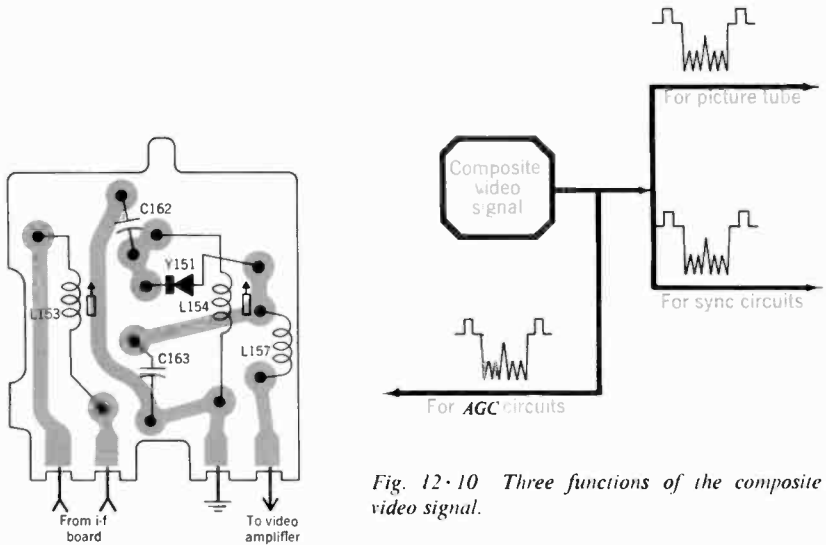 C162
Y151
L153
L154
C163
L157
From i-f
board
To video
amplifier
For picture tube
Composite
video
signal
For sync circuits
For AGC circuits
Fig. 12·10 Three functions of the composite
video signal.